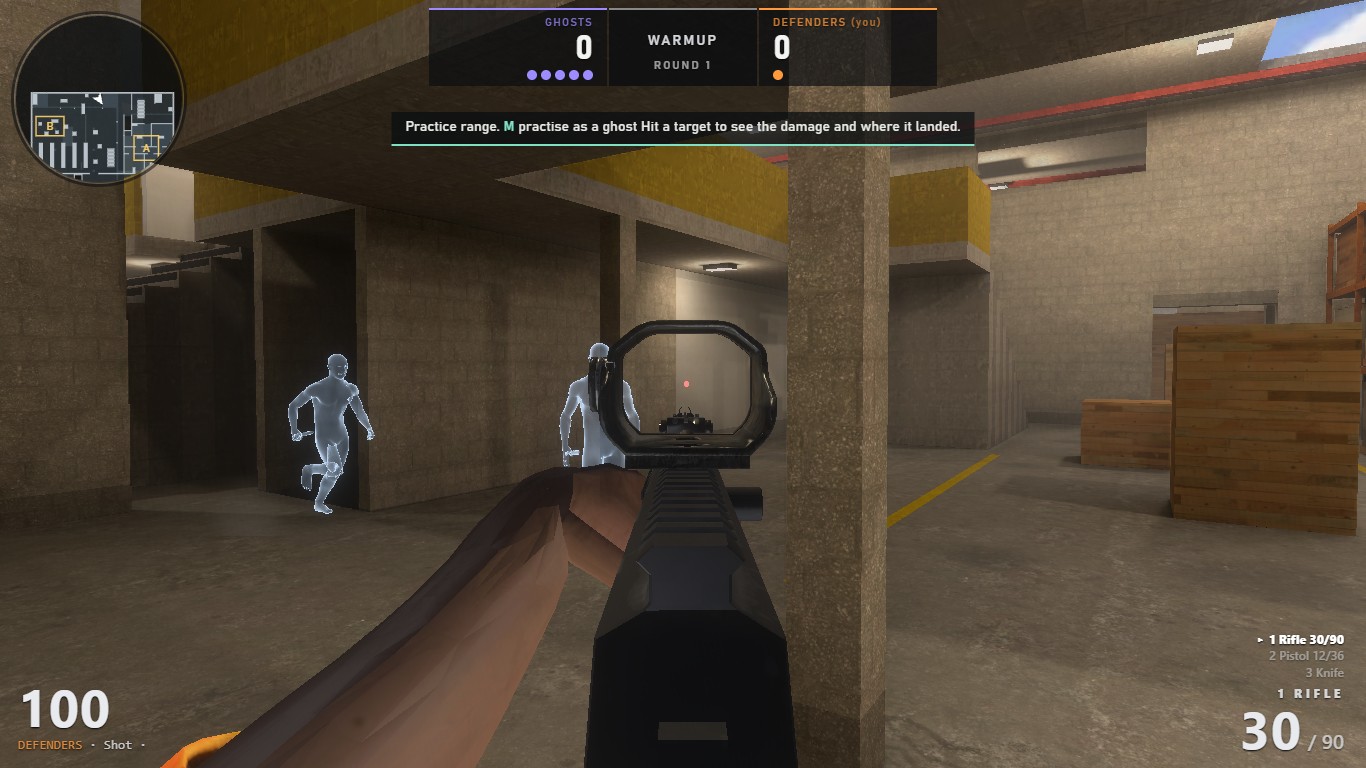 GHOSTS
0
WARMUP
ROUND 1
DEFENDERS (you)
0
Practice range. M practise as a ghost Hit a target to see the damage and where it landed.
B
A
▸ 1 Rifle 30/90
2 Pistol 12/36
3 Knife
1 RIFLE
30 / 90
100
DEFENDERS · Shot ·